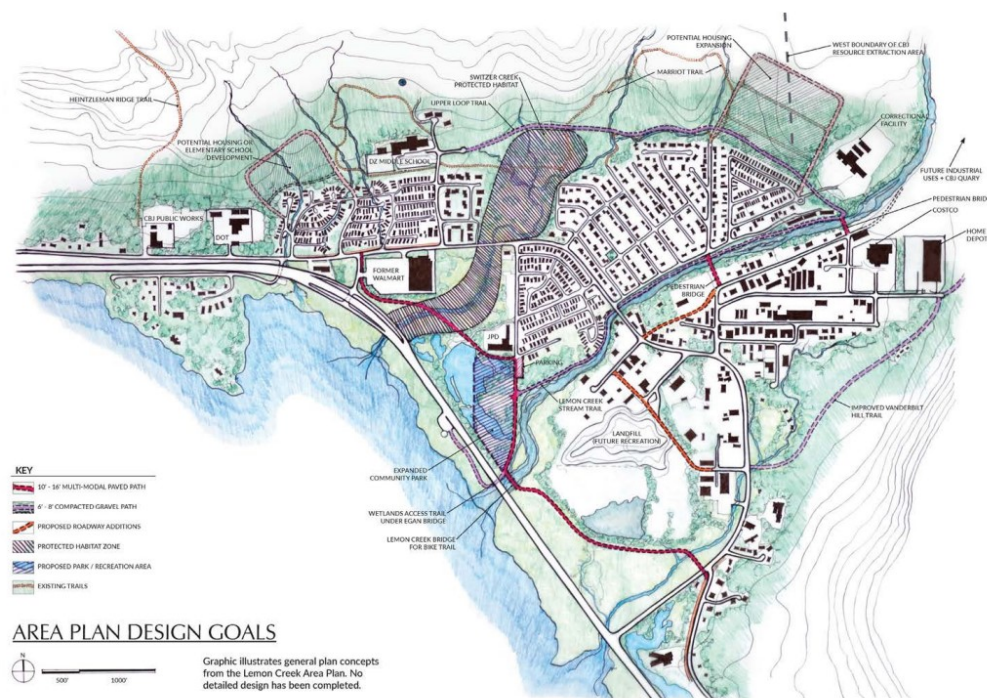 POTENTIAL HOUSING
EXPANSION
WEST BOUNDARY OF CBJ
RESOURCE EXTRACTION AREA
MARRIOT TRAIL
SWITZER CREEK
PROTECTED HABITAT
HEINTZLEMAN RIDGE TRAIL
UPPER LOOP TRAIL
CORRECTIONAL
FACILITY
POTENTIAL HOUSING OR
ELEMENTARY SCHOOL
DEVELOPMENT
DZ MIDDLE SCHOOL
FUTURE INDUSTRIAL
USES + CBJ QUARY
PEDESTRIAN BRID
COSTCO
CBJ PUBLIC WORKS
DOT
HOME
DEPOT
FORMER
WALMART
PEDESTRIAN
BRIDGE
JPD
PARKING
LEMON CREEK
STREAM TRAIL
IMPROVED VANDERBILT
HILL TRAIL
LANDFILL
(FUTURE RECREATION)
EXPANDED
COMMUNITY PARK
WETLANDS ACCESS TRAIL
UNDER EGAN BRIDGE
LEMON CREEK BRIDGE
FOR BIKE TRAIL
KEY
10' - 16' MULTI-MODAL PAVED PATH
6' - 8' COMPACTED GRAVEL PATH
PROPOSED ROADWAY ADDITIONS
PROTECTED HABITAT ZONE
PROPOSED PARK / RECREATION AREA
EXISTING TRAILS
AREA PLAN DESIGN GOALS
N
500'
1000'
Graphic illustrates general plan concepts
from the Lemon Creek Area Plan. No
detailed design has been completed.